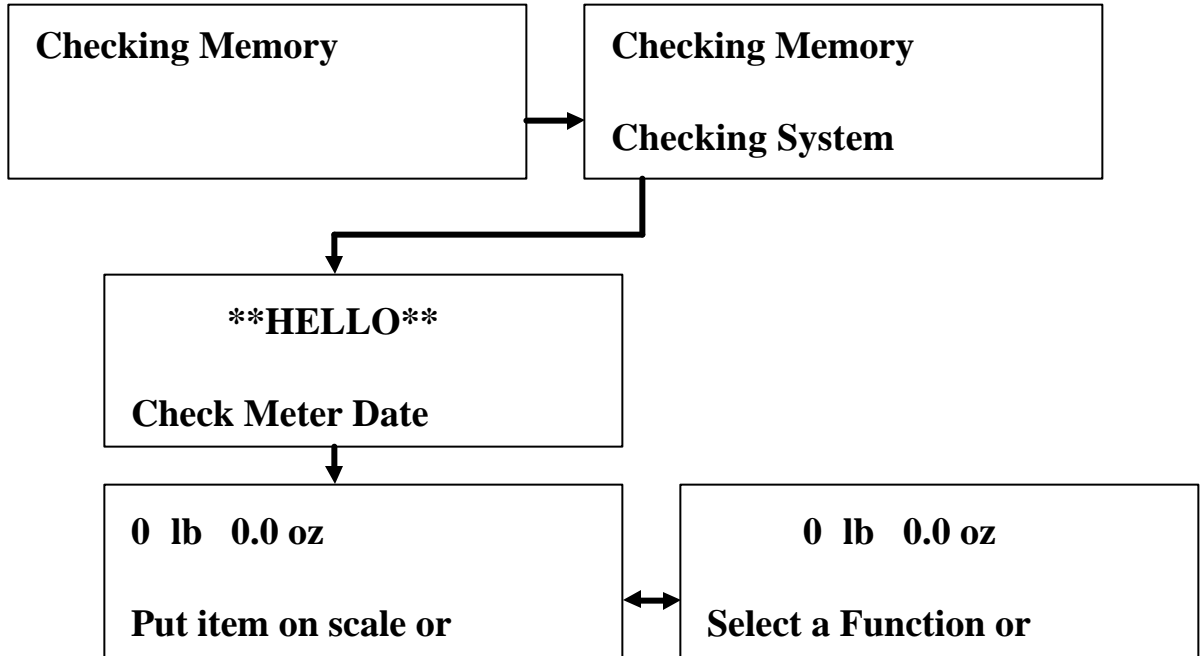 Checking Memory
Checking Memory
Checking System
**HELLO**
Check Meter Date
0 lb 0.0 oz
Put item on scale or
0 lb 0.0 oz
Select a Function or